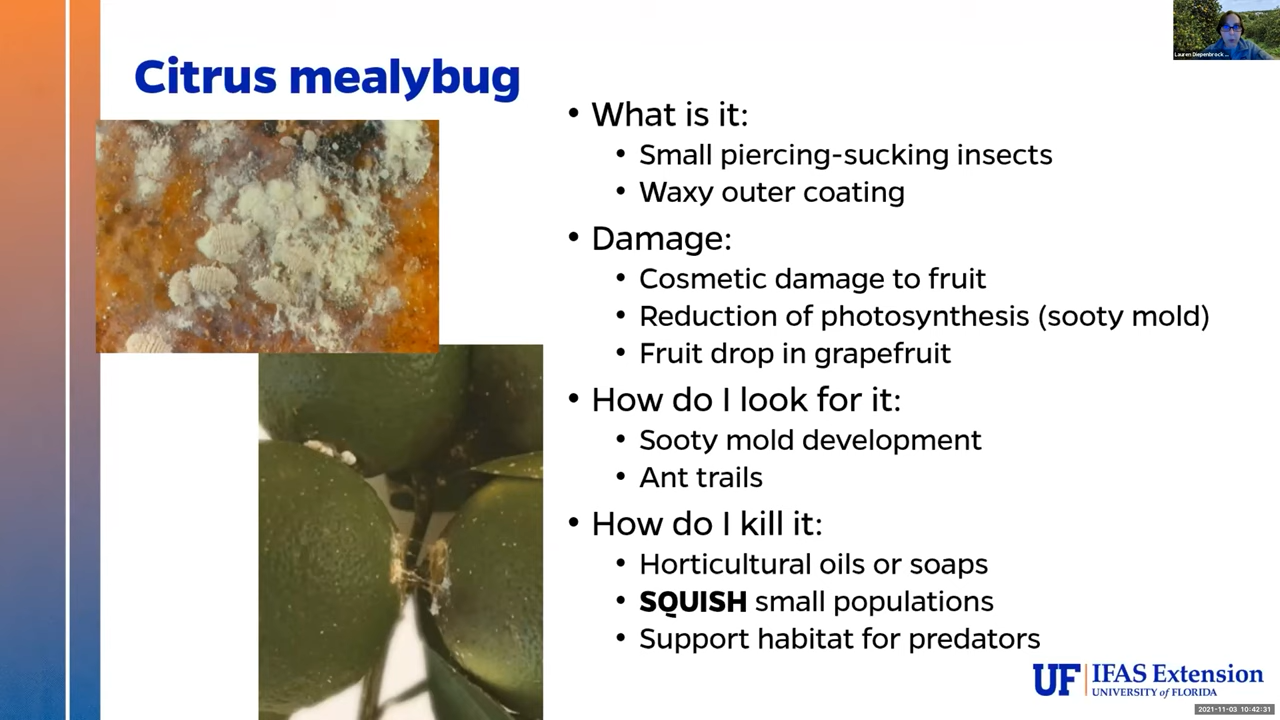 Lauren Diepenbrock ...
Citrus mealybug
• What is it:
• Small piercing-sucking insects
• Waxy outer coating
• Damage:
• Cosmetic damage to fruit
• Reduction of photosynthesis (sooty mold)
• Fruit drop in grapefruit
• How do I look for it:
• Sooty mold development
• Ant trails
• How do I kill it:
• Horticultural oils or soaps
• SQUISH small populations
• Support habitat for predators
UF IFAS Extension
UNIVERSITY of FLORIDA
2021-11-03 10:42:31